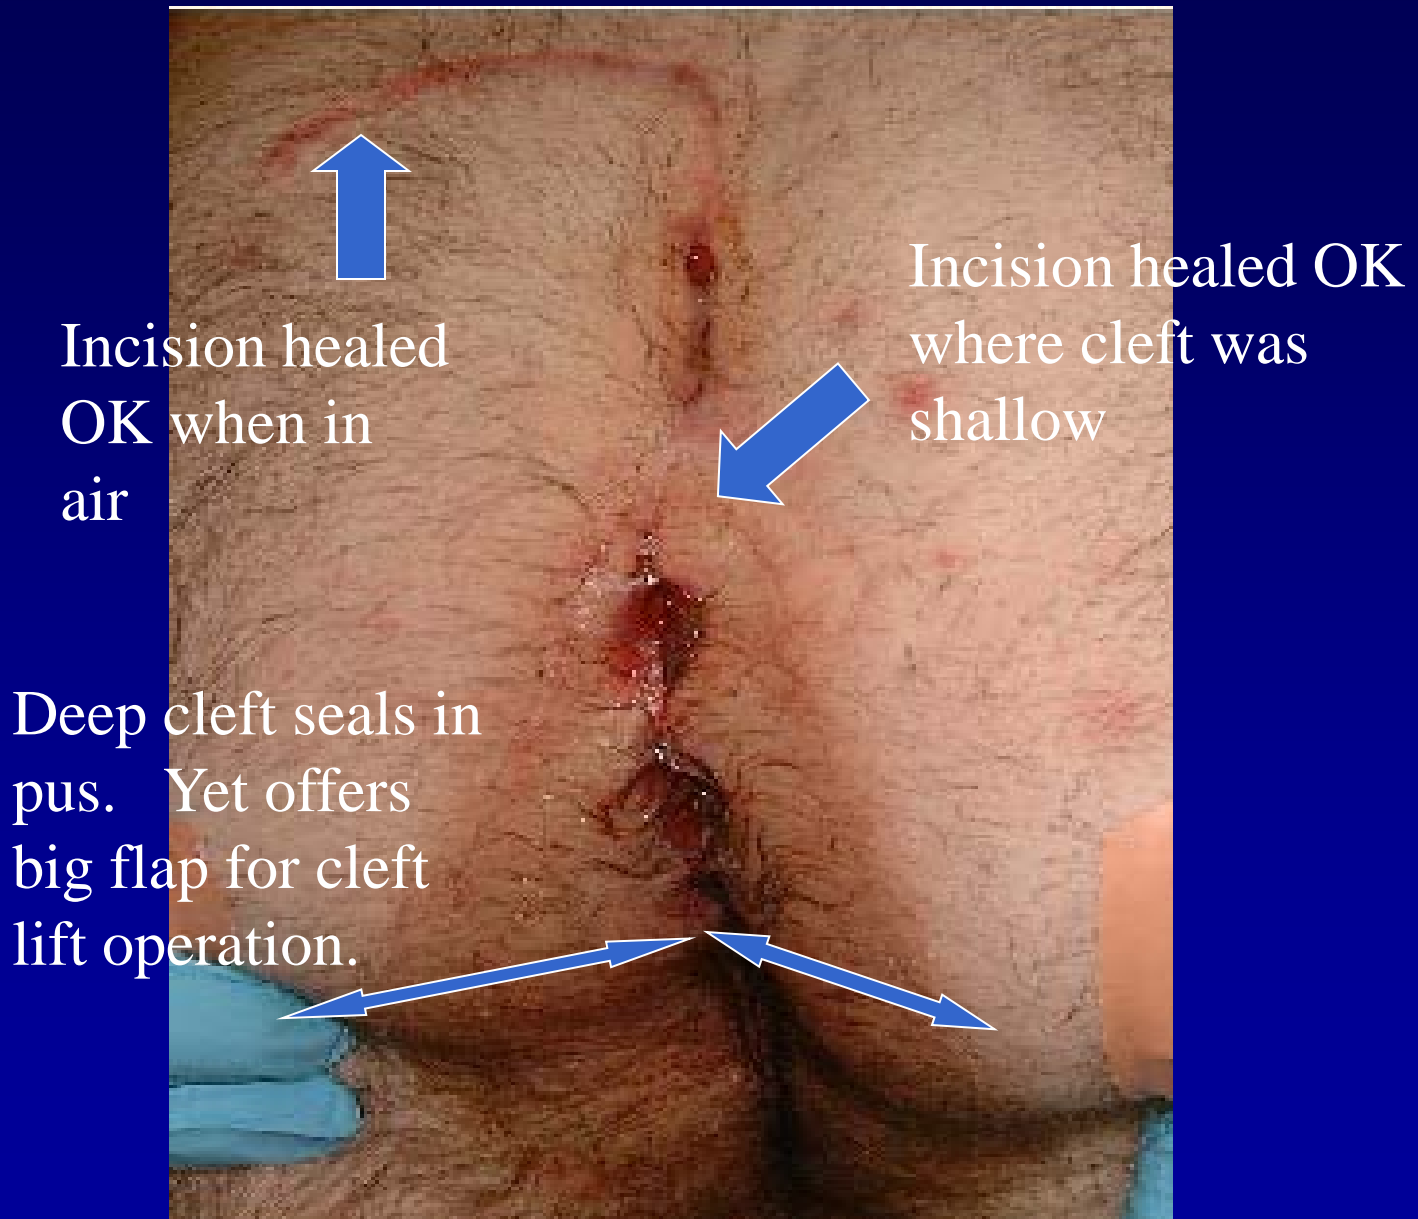 Incision healed
OK when in
air
Incision healed OK
where cleft was
shallow
Deep cleft seals in
pus.   Yet offers
big flap for cleft
lift operation.